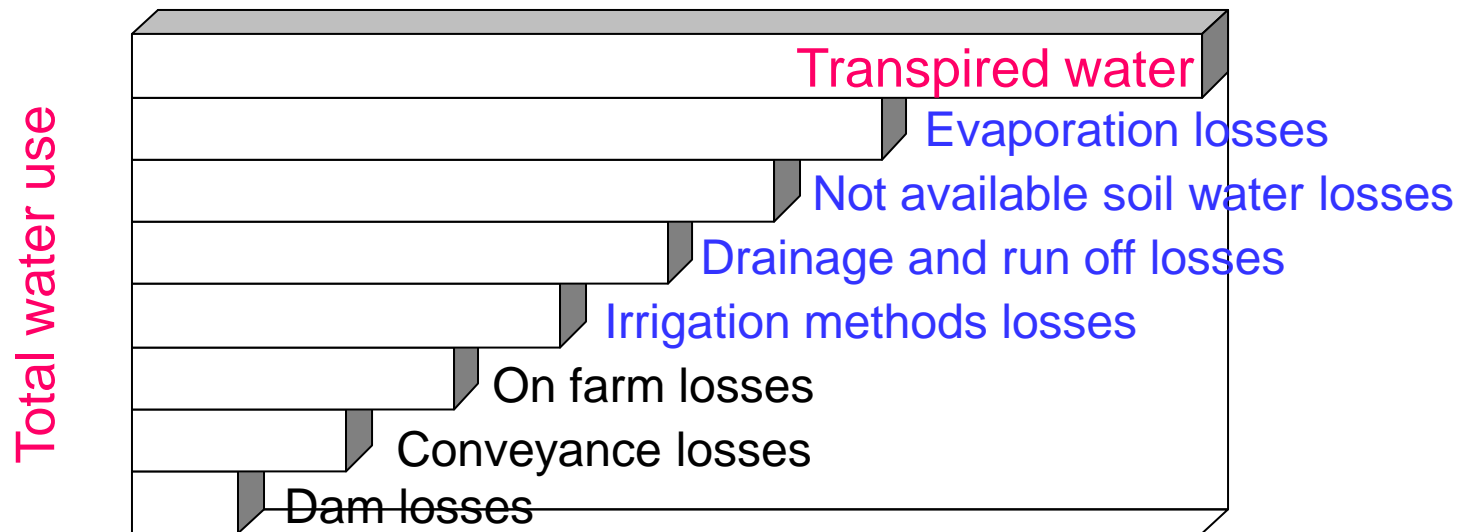 Total water use
Transpired water
Evaporation losses
Not available soil water losses
Drainage and run off losses
Irrigation methods losses
On farm losses
Conveyance losses
Dam losses